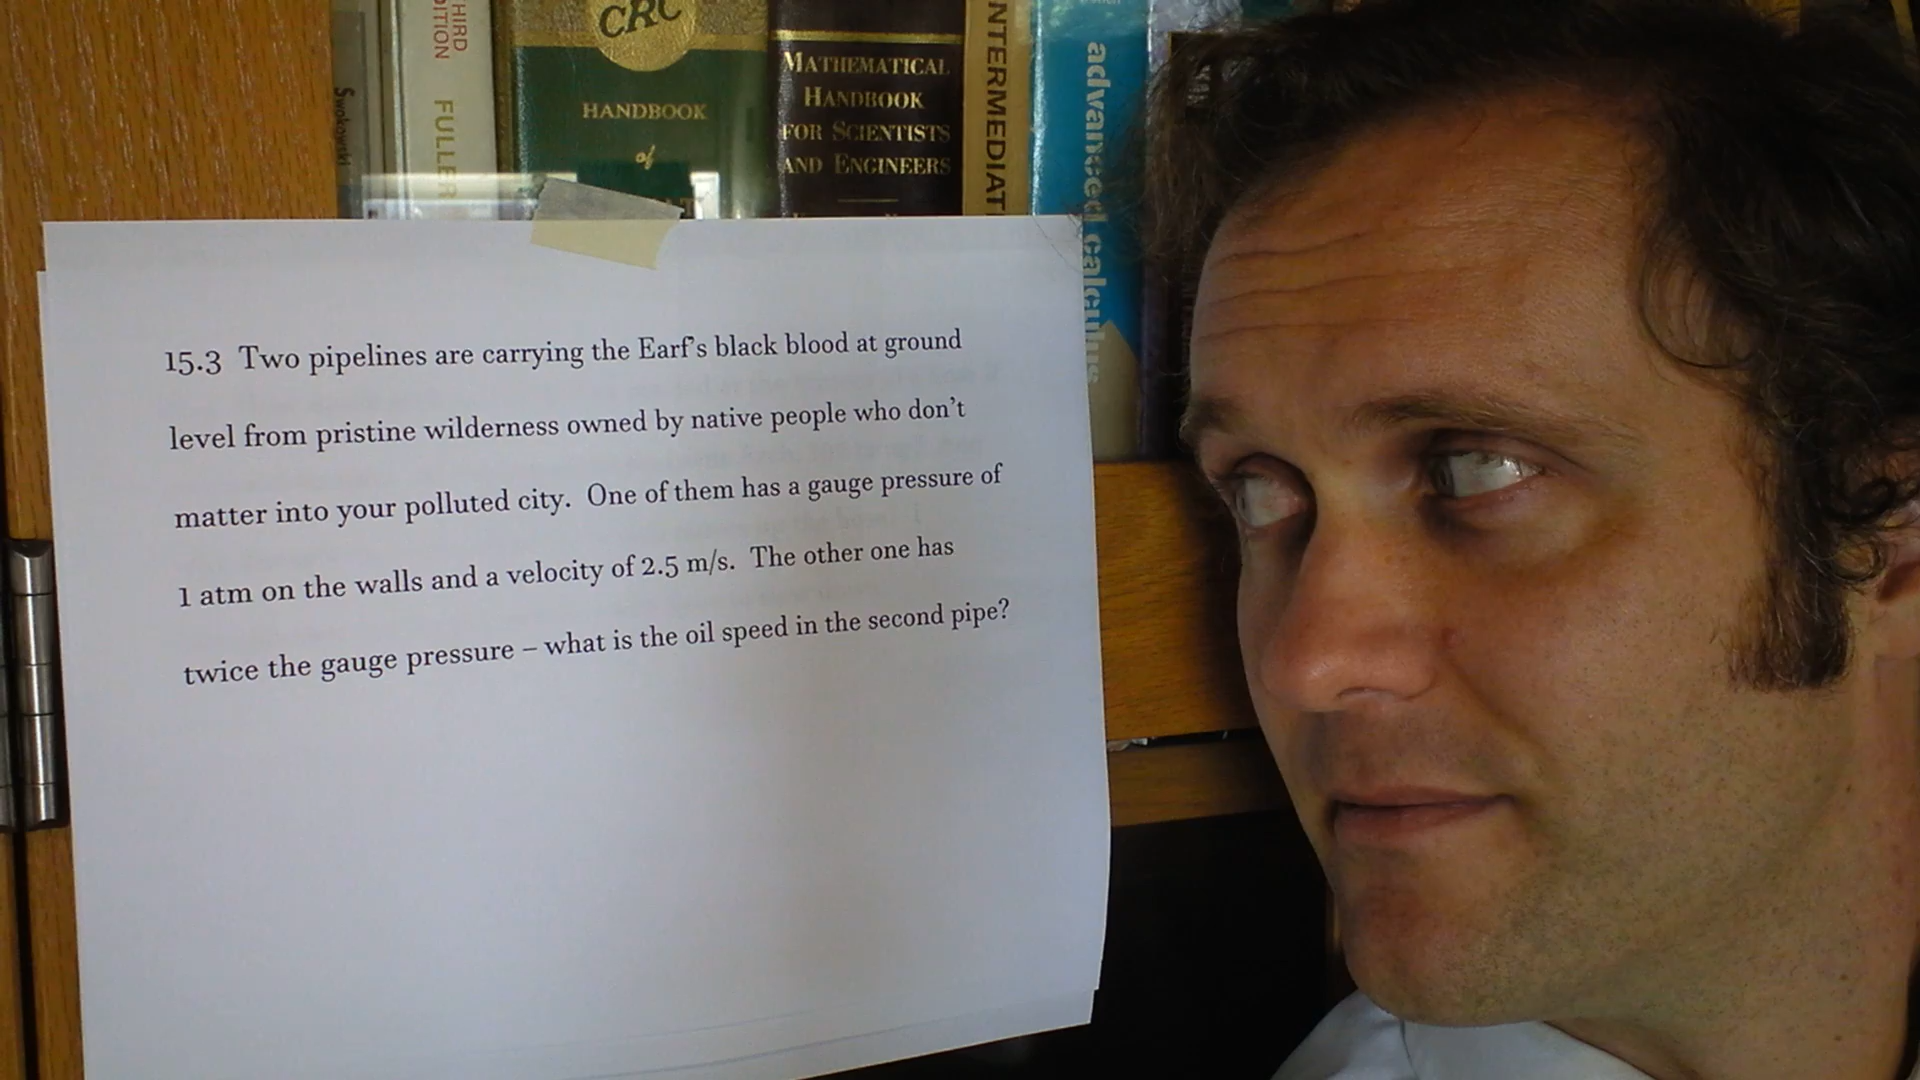 Swokowski
THIRD
EDITION
FULLER
CRC
HANDBOOK
of
MATHEMATICAL
HANDBOOK
FOR SCIENTISTS
AND ENGINEERS
advanced calculus
15.3 Two pipelines are carrying the Earf's black blood at ground
level from pristine wilderness owned by native people who don't
matter into your polluted city. One of them has a gauge pressure of
1 atm on the walls and a velocity of 2.5 m/s. The other one has
twice the gauge pressure – what is the oil speed in the second pipe?